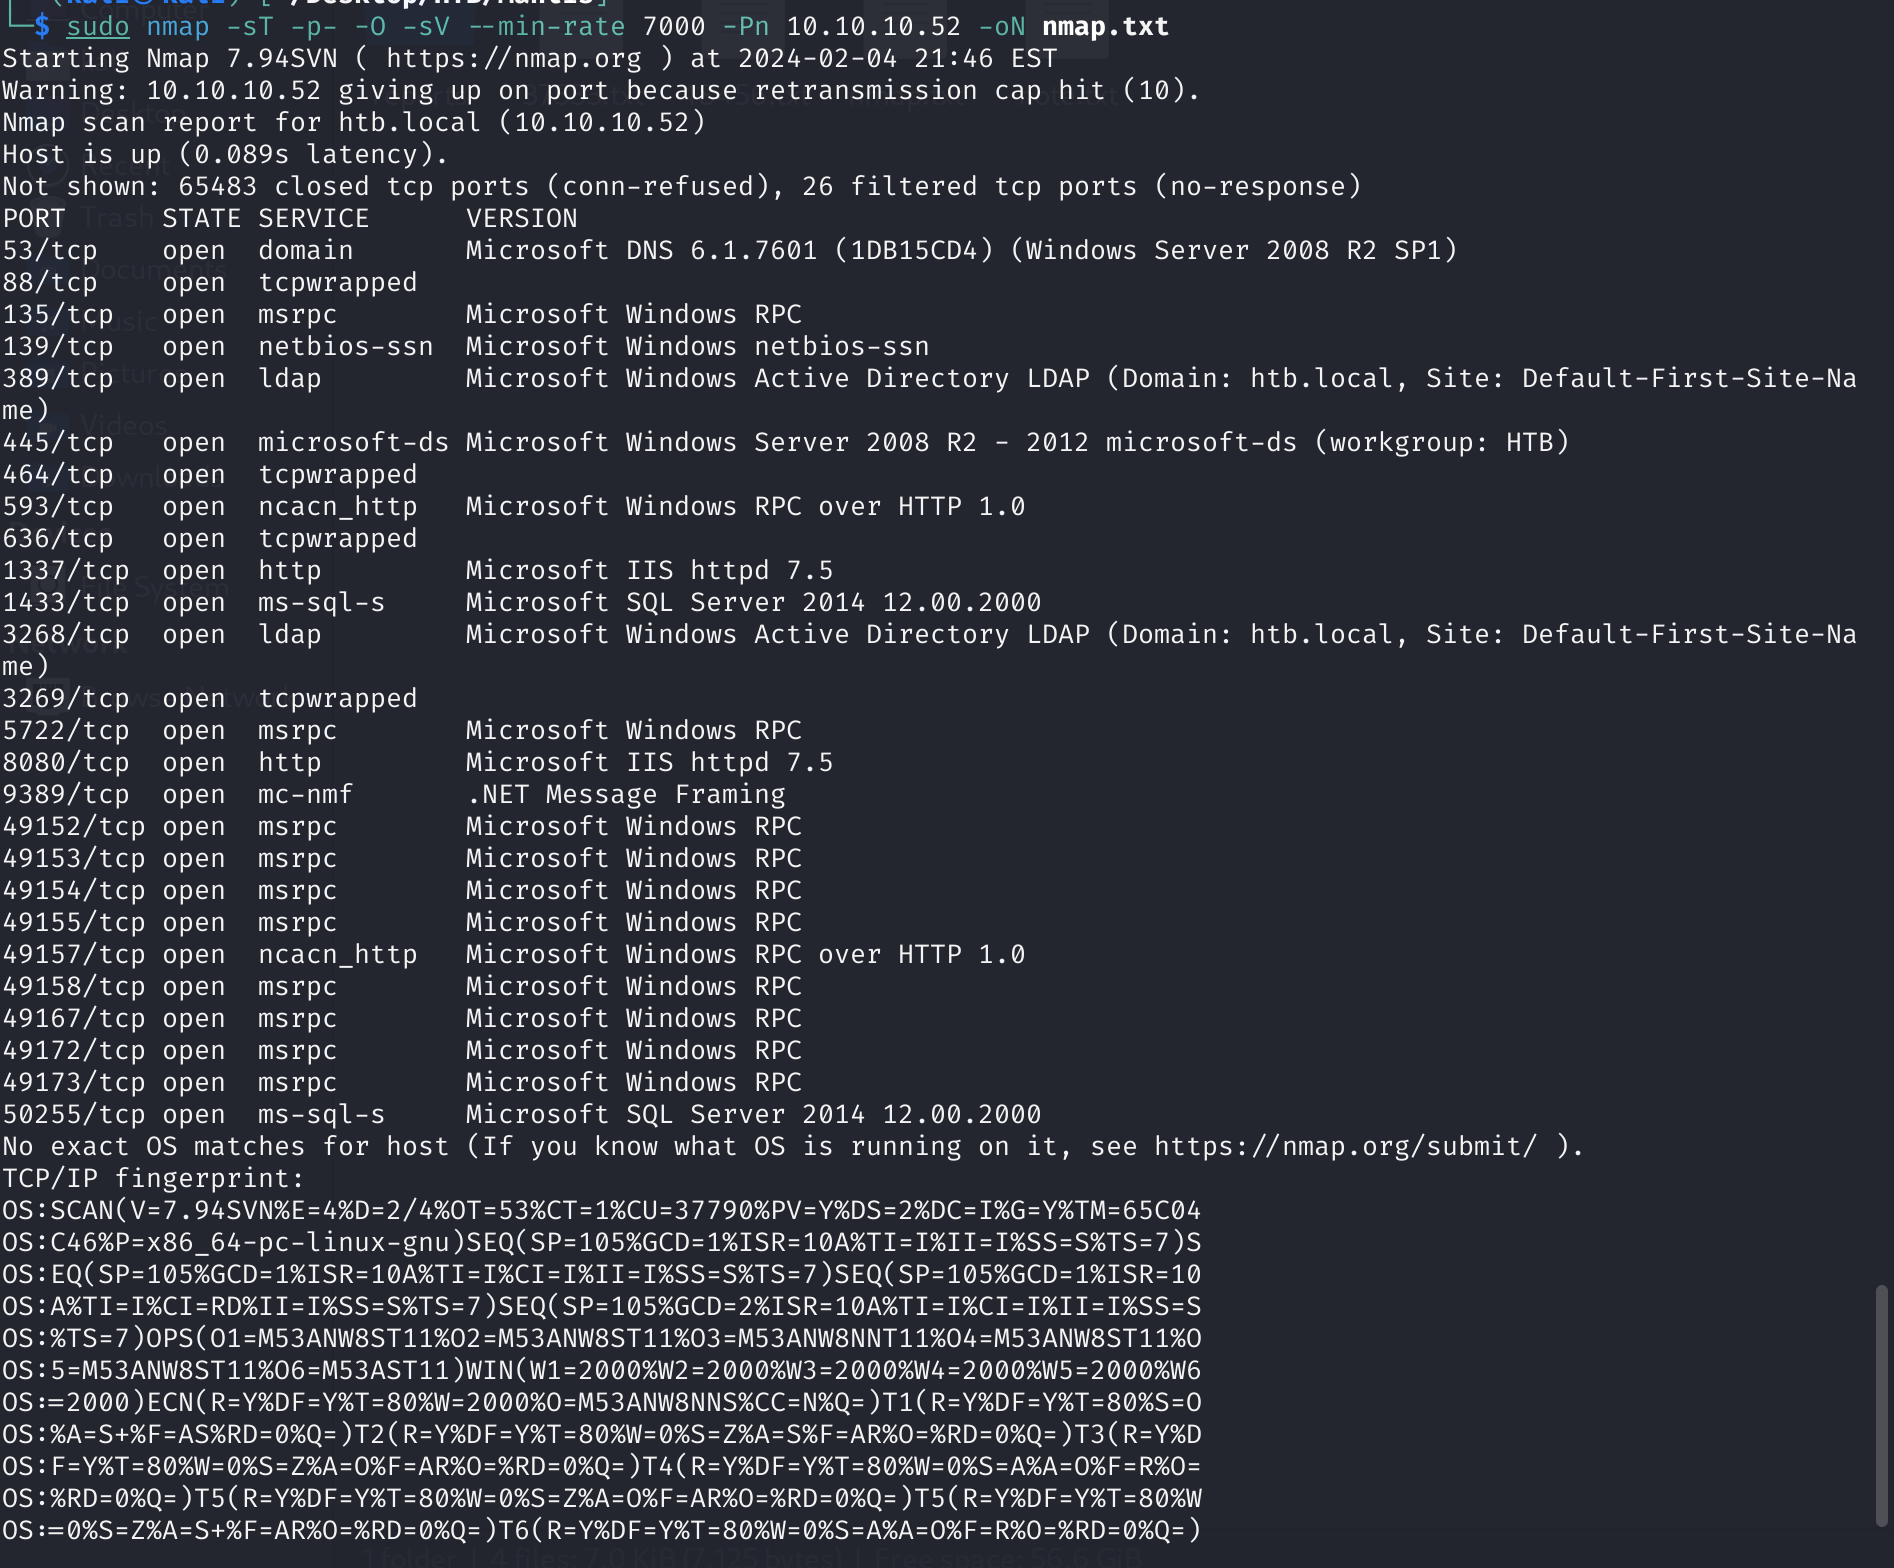 (kali㉿kali)-[~/Desktop/HTB/Mantis]
└─$ sudo nmap -sT -p- -O -sV --min-rate 7000 -Pn 10.10.10.52 -oN nmap.txt
Starting Nmap 7.94SVN ( https://nmap.org ) at 2024-02-04 21:46 EST
Warning: 10.10.10.52 giving up on port because retransmission cap hit (10).
Nmap scan report for htb.local (10.10.10.52)
Host is up (0.089s latency).
Not shown: 65483 closed tcp ports (conn-refused), 26 filtered tcp ports (no-response)
PORT      STATE SERVICE      VERSION
53/tcp    open  domain       Microsoft DNS 6.1.7601 (1DB15CD4) (Windows Server 2008 R2 SP1)
88/tcp    open  tcpwrapped
135/tcp   open  msrpc        Microsoft Windows RPC
139/tcp   open  netbios-ssn  Microsoft Windows netbios-ssn
389/tcp   open  ldap         Microsoft Windows Active Directory LDAP (Domain: htb.local, Site: Default-First-Site-Na
me)
445/tcp   open  microsoft-ds Microsoft Windows Server 2008 R2 - 2012 microsoft-ds (workgroup: HTB)
464/tcp   open  tcpwrapped
593/tcp   open  ncacn_http   Microsoft Windows RPC over HTTP 1.0
636/tcp   open  tcpwrapped
1337/tcp  open  http         Microsoft IIS httpd 7.5
1433/tcp  open  ms-sql-s     Microsoft SQL Server 2014 12.00.2000
3268/tcp  open  ldap         Microsoft Windows Active Directory LDAP (Domain: htb.local, Site: Default-First-Site-Na
me)
3269/tcp  open  tcpwrapped
5722/tcp  open  msrpc        Microsoft Windows RPC
8080/tcp  open  http         Microsoft IIS httpd 7.5
9389/tcp  open  mc-nmf       .NET Message Framing
49152/tcp open  msrpc        Microsoft Windows RPC
49153/tcp open  msrpc        Microsoft Windows RPC
49154/tcp open  msrpc        Microsoft Windows RPC
49155/tcp open  msrpc        Microsoft Windows RPC
49157/tcp open  ncacn_http   Microsoft Windows RPC over HTTP 1.0
49158/tcp open  msrpc        Microsoft Windows RPC
49167/tcp open  msrpc        Microsoft Windows RPC
49172/tcp open  msrpc        Microsoft Windows RPC
49173/tcp open  msrpc        Microsoft Windows RPC
50255/tcp open  ms-sql-s     Microsoft SQL Server 2014 12.00.2000
No exact OS matches for host (If you know what OS is running on it, see https://nmap.org/submit/ ).
TCP/IP fingerprint:
OS:SCAN(V=7.94SVN%E=4%D=2/4%OT=53%CT=1%CU=37790%PV=Y%DS=2%DC=I%G=Y%TM=65C04
OS:C46%P=x86_64-pc-linux-gnu)SEQ(SP=105%GCD=1%ISR=10A%TI=I%II=I%SS=S%TS=7)S
OS:EQ(SP=105%GCD=1%ISR=10A%TI=I%CI=I%II=I%SS=S%TS=7)SEQ(SP=105%GCD=1%ISR=10
OS:A%TI=I%CI=RD%II=I%SS=S%TS=7)SEQ(SP=105%GCD=2%ISR=10A%TI=I%CI=I%II=I%SS=S
OS:%TS=7)OPS(O1=M53ANW8ST11%O2=M53ANW8ST11%O3=M53ANW8NNT11%O4=M53ANW8ST11%O
OS:5=M53ANW8ST11%O6=M53AST11)WIN(W1=2000%W2=2000%W3=2000%W4=2000%W5=2000%W6
OS:=2000)ECN(R=Y%DF=Y%T=80%W=2000%O=M53ANW8NNS%CC=N%Q=)T1(R=Y%DF=Y%T=80%S=O
OS:%A=S+%F=AS%RD=0%Q=)T2(R=Y%DF=Y%T=80%W=0%S=Z%A=S%F=AR%O=%RD=0%Q=)T3(R=Y%D
OS:F=Y%T=80%W=0%S=Z%A=O%F=AR%O=%RD=0%Q=)T4(R=Y%DF=Y%T=80%W=0%S=A%A=O%F=R%O=
OS:%RD=0%Q=)T5(R=Y%DF=Y%T=80%W=0%S=Z%A=O%F=AR%O=%RD=0%Q=)T5(R=Y%DF=Y%T=80%W
OS:=0%S=Z%A=S+%F=AR%O=%RD=0%Q=)T6(R=Y%DF=Y%T=80%W=0%S=A%A=O%F=R%O=%RD=0%Q=)
1 folder | 4 files: 7.0 KiB (7,125 bytes) | Free space: 56.6 GiB